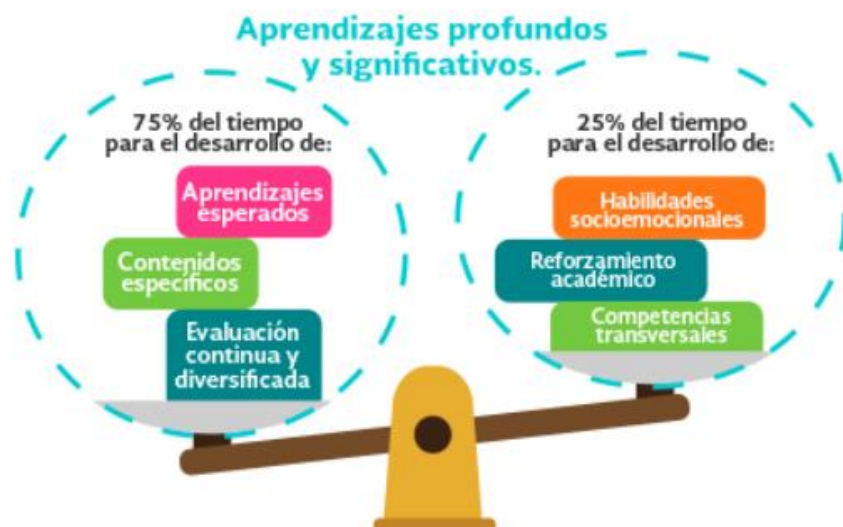 Aprendizajes profundos
y significativos.
75% del tiempo
para el desarrollo de:
Aprendizajes
esperados
Contenidos
específicos
Evaluación
continua y
diversificada
25% del tiempo
para el desarrollo de:
Habilidades
socioemocionales
Reforzamiento
académico
Competencias
transversales